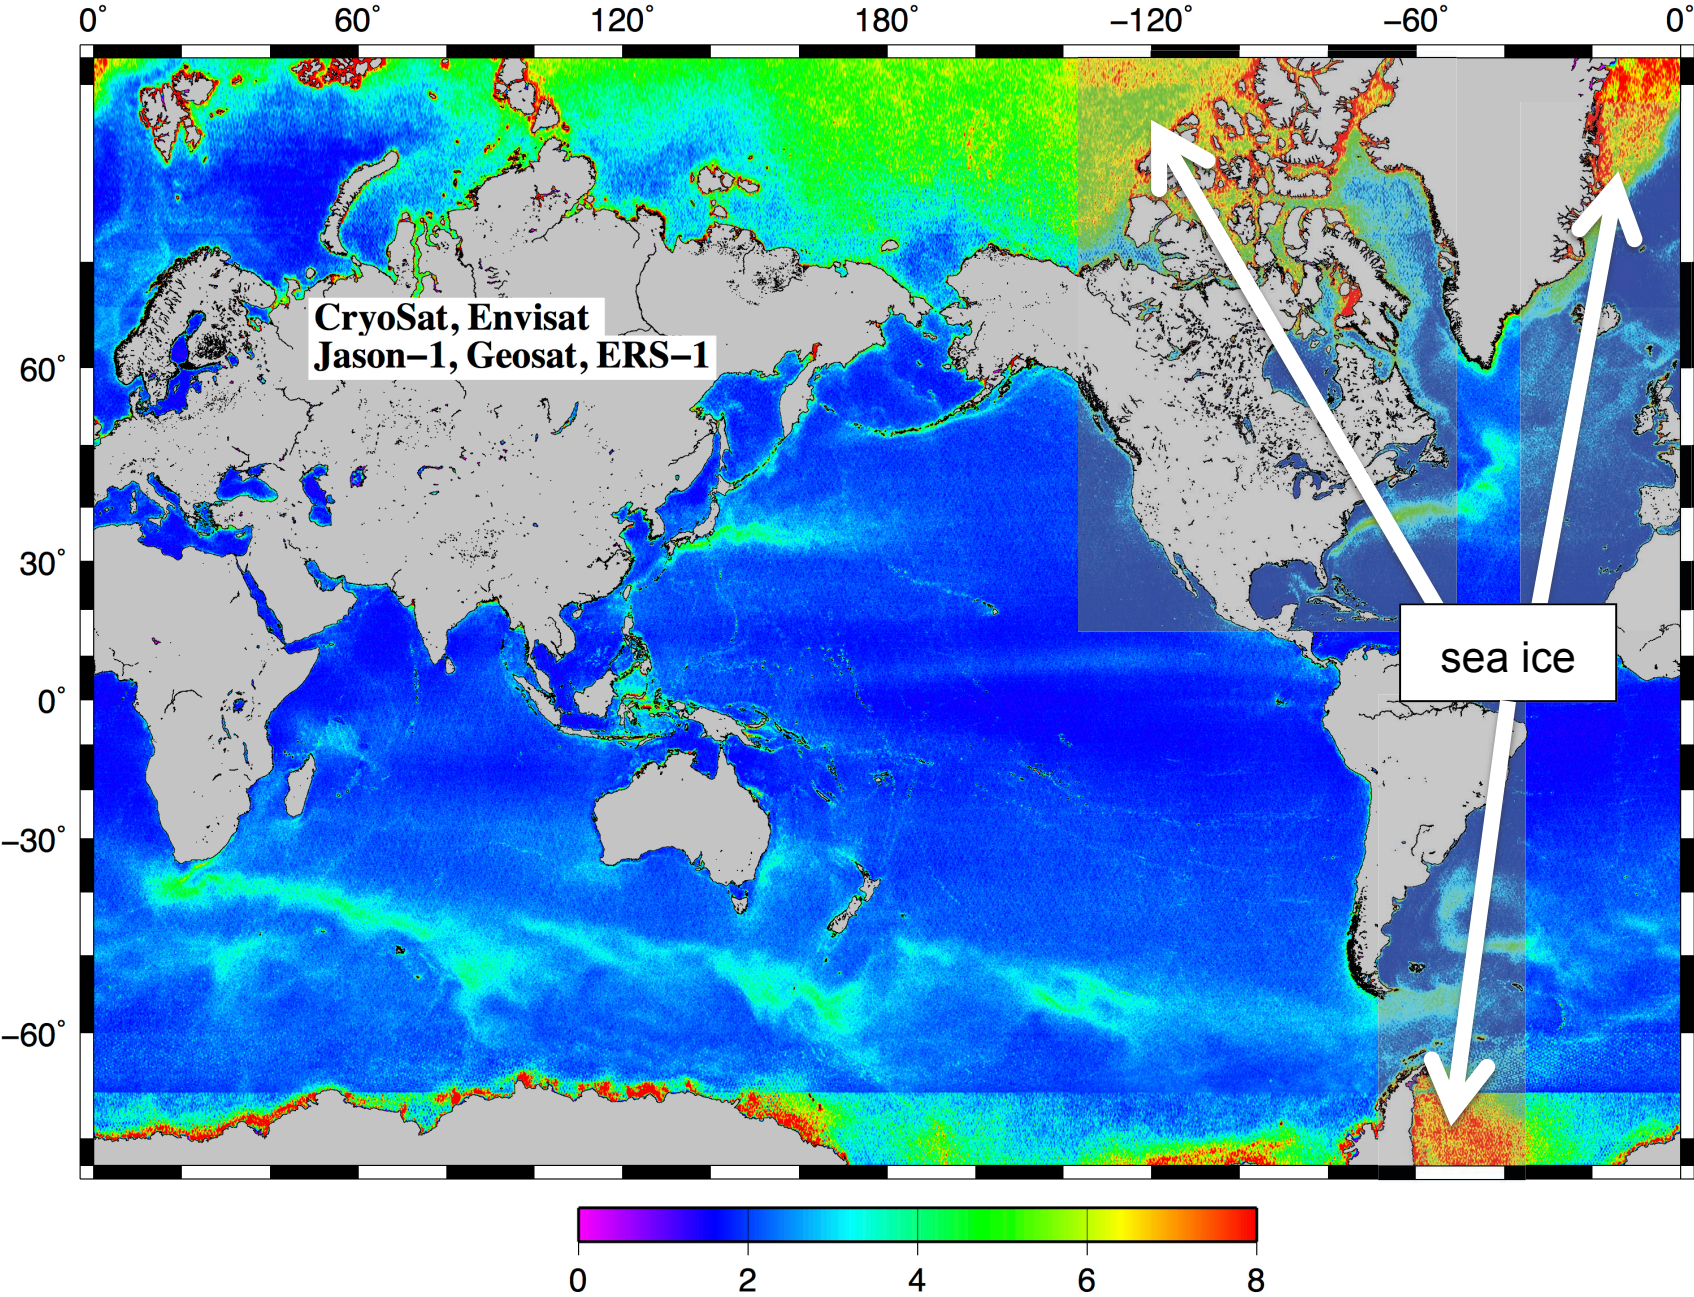 0° 60° 120° 180° −120° −60° 0°
CryoSat, Envisat
Jason−1, Geosat, ERS−1
60°
30°
sea ice
0°
−30°
−60°
0 2 4 6 8